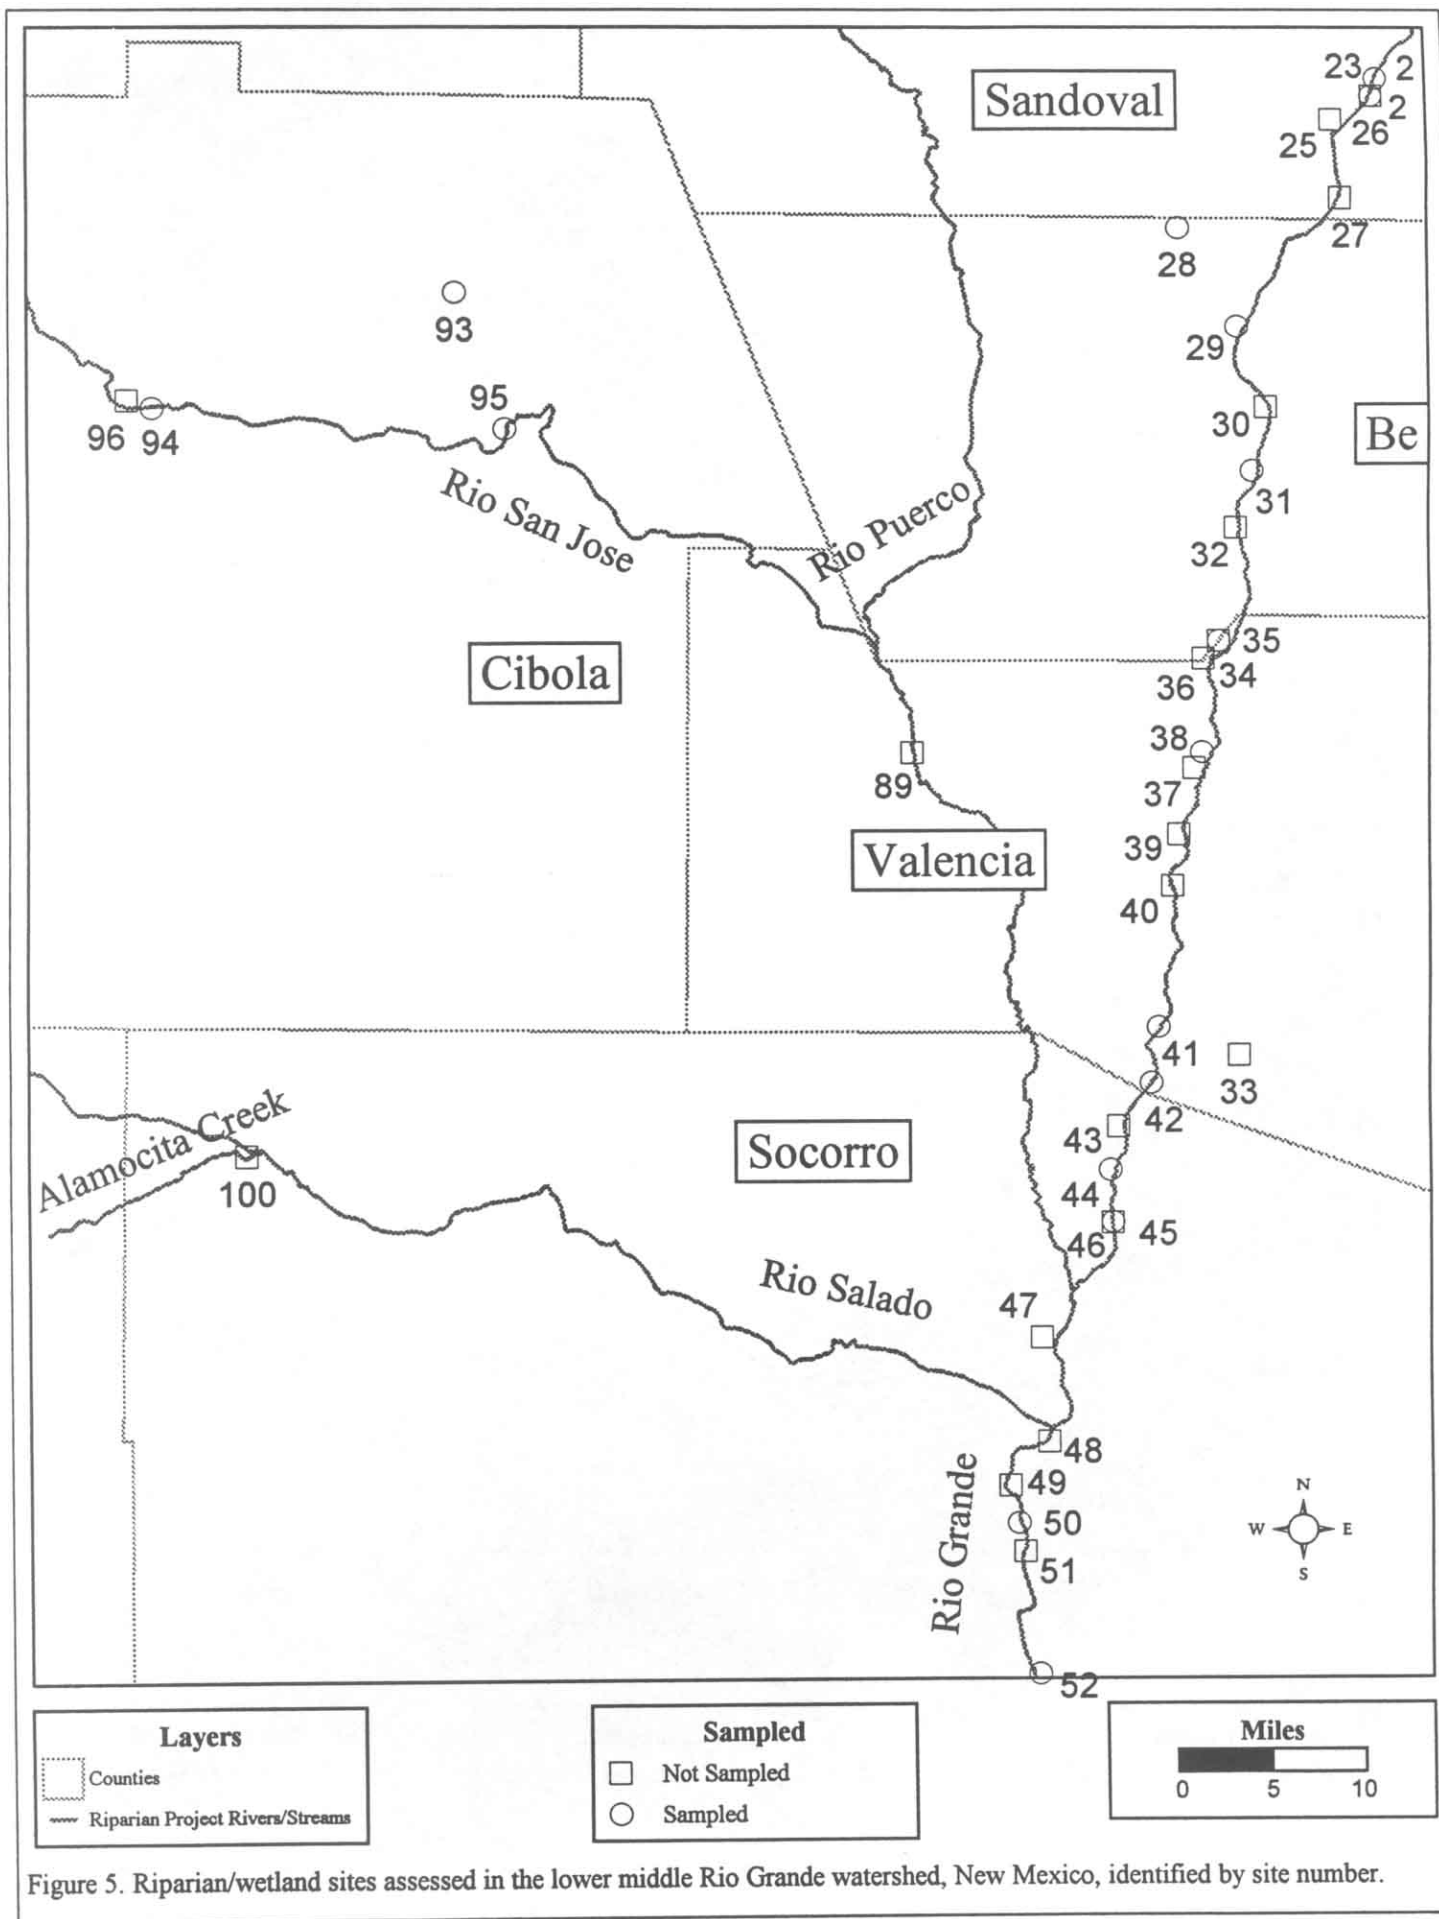 Sandoval
23
2
2
25
26
27
28
93
29
Be
95
30
96
94
31
Rio San Jose
Rio Puerco
32
35
Cibola
36
34
38
89
37
39
Valencia
40
41
33
42
Alamocita Creek
43
Socorro
100
44
46
45
Rio Salado
47
48
Rio Grande
49
50
51
N
W
E
S
52
Layers
Counties
Riparian Project Rivers/Streams
Sampled
Not Sampled
Sampled
Miles
0 5 10
Figure 5. Riparian/wetland sites assessed in the lower middle Rio Grande watershed, New Mexico, identified by site number.